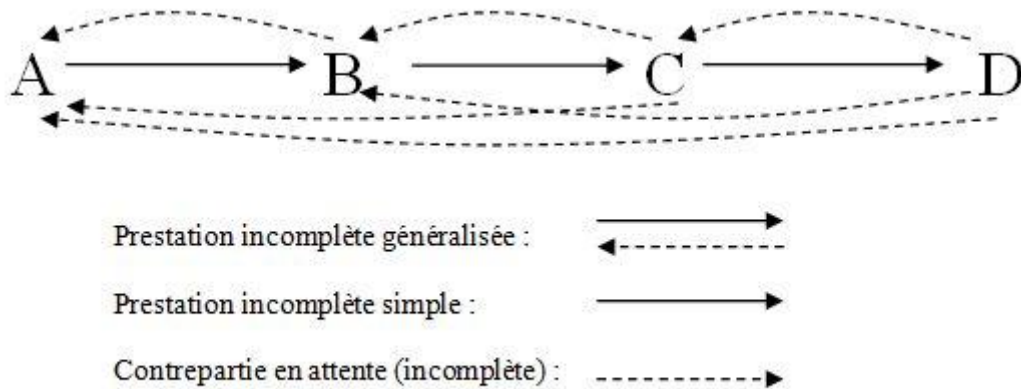 A B C D
Prestation incomplète généralisée :
Prestation incomplète simple :
Contrepartie en attente (incomplète) :